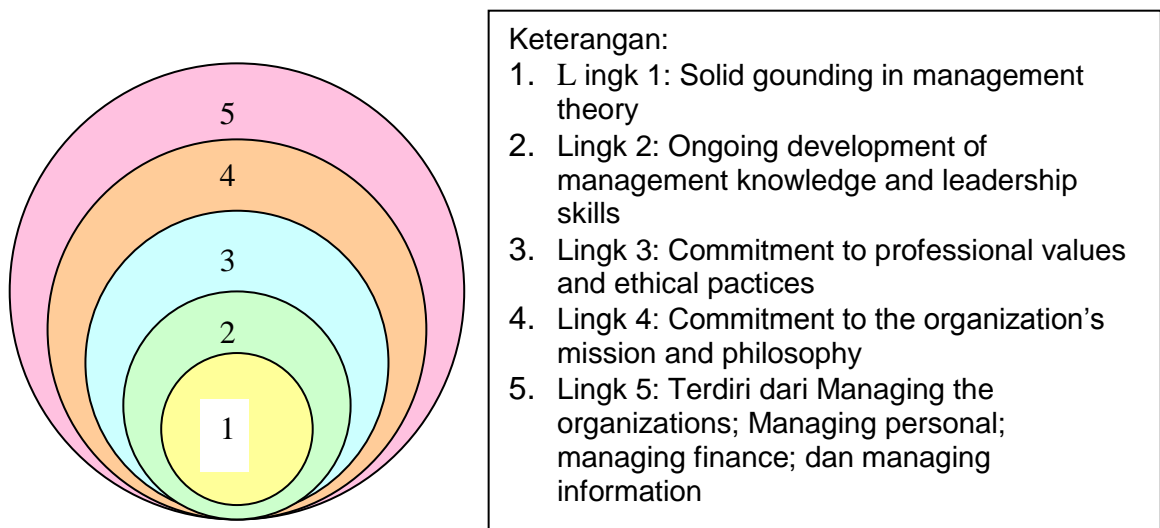 5
4
3
2
1
Keterangan:
1. L ingk 1: Solid gounding in management
theory
2. Lingk 2: Ongoing development of
management knowledge and leadership
skills
3. Lingk 3: Commitment to professional values
and ethical pactices
4. Lingk 4: Commitment to the organization’s
mission and philosophy
5. Lingk 5: Terdiri dari Managing the
organizations; Managing personal;
managing finance; dan managing
information